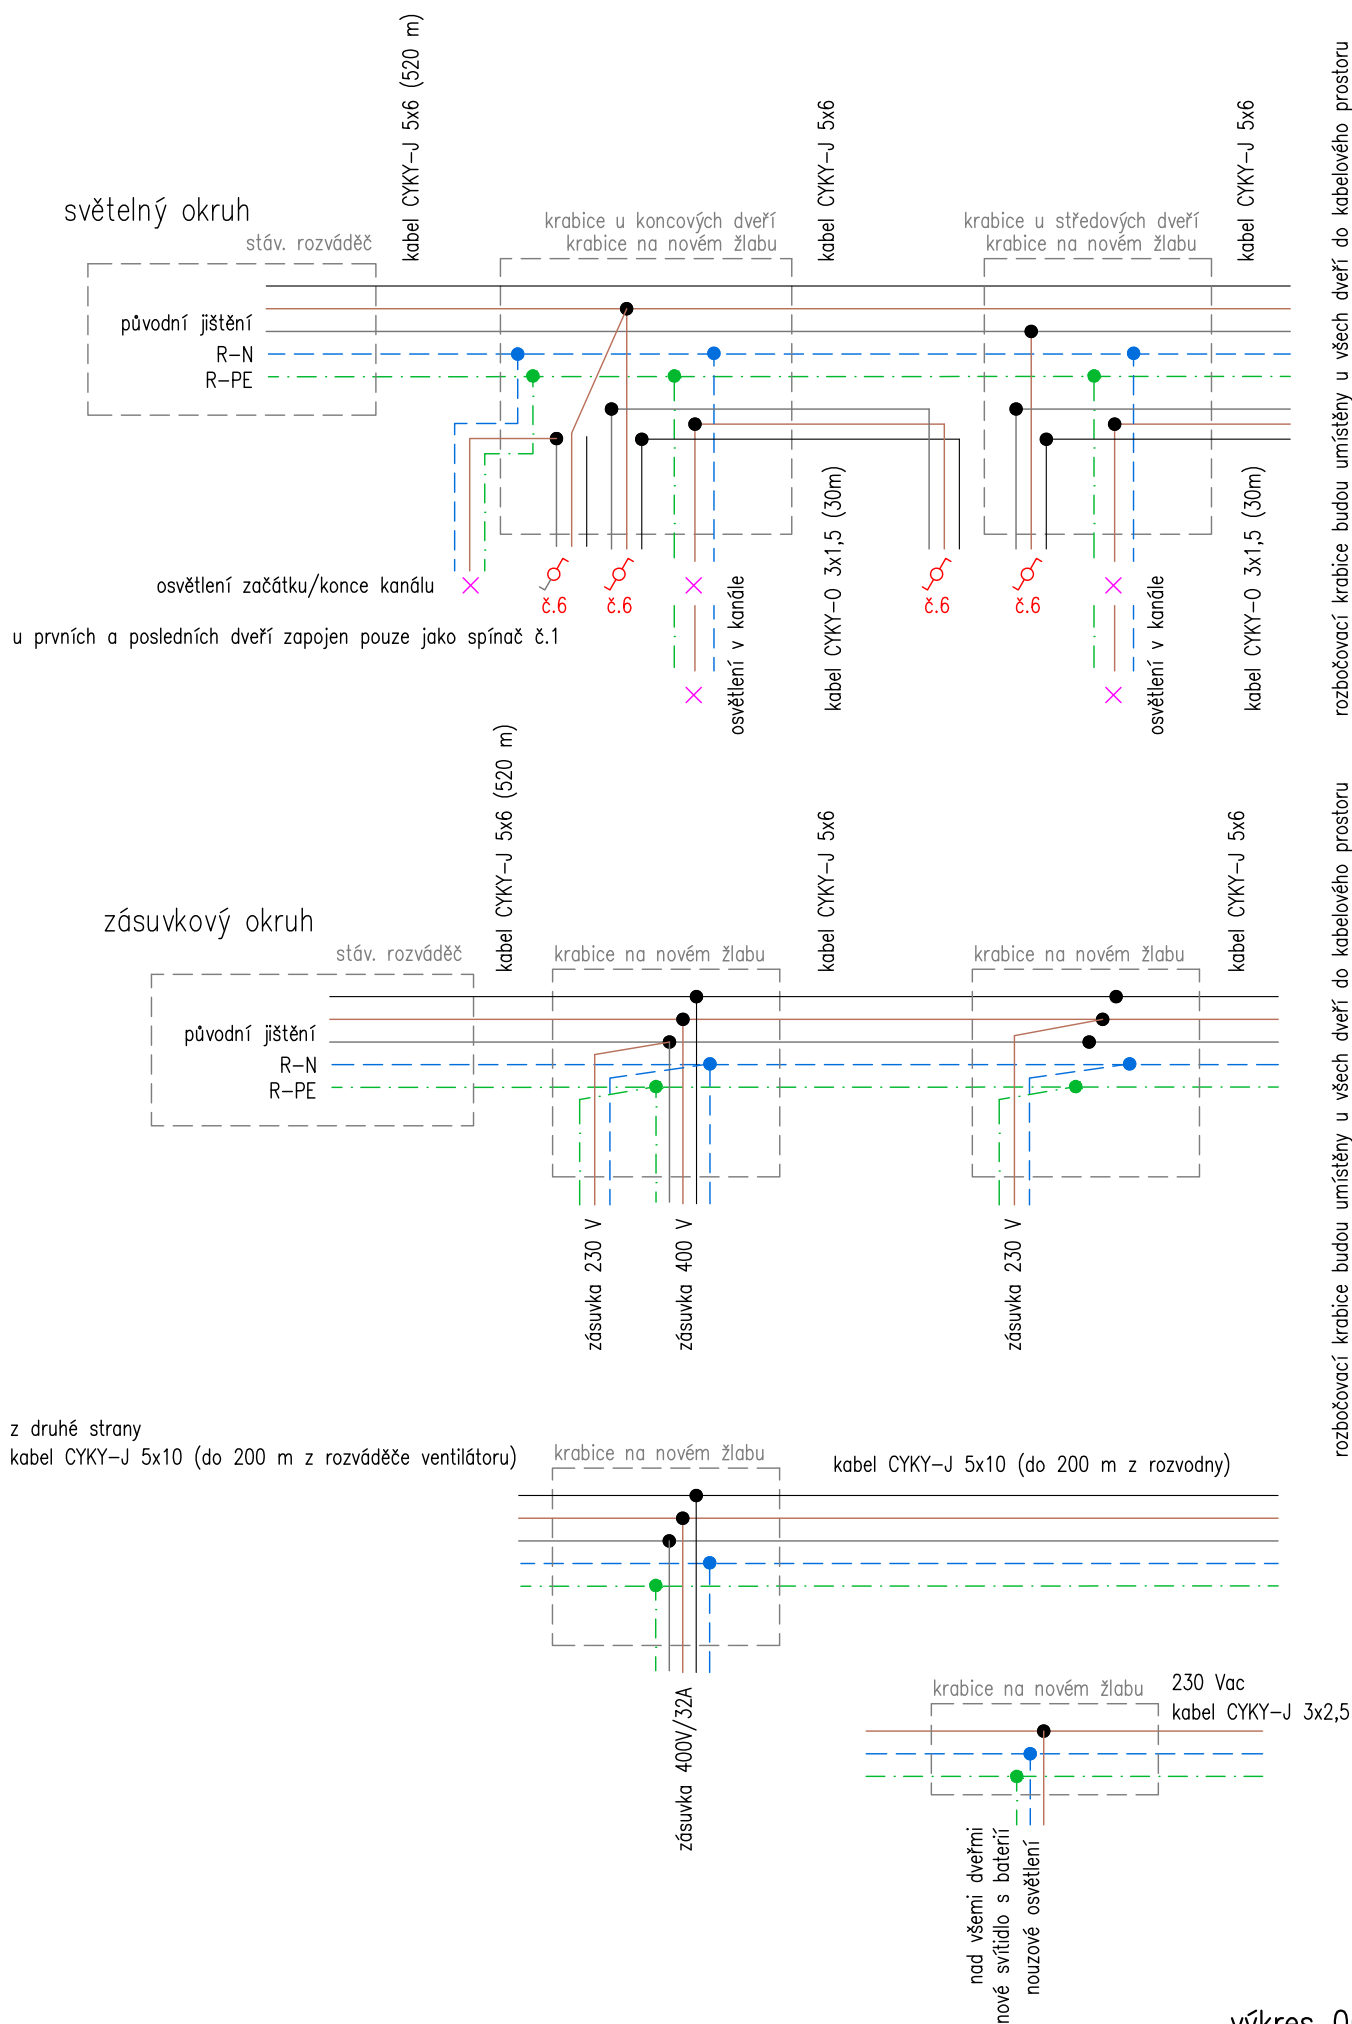 světelný okruh
stáv. rozváděč
kabel CYKY-J 5x6 (520 m)
krabice u koncových dveří
krabice na novém žlabu
kabel CYKY-J 5x6
krabice u středových dveří
krabice na novém žlabu
kabel CYKY-J 5x6
rozbočovací krabice budou umístěny u všech dveří do kabelového prostoru
původní jištění
R-N
R-PE
osvětlení začátku/konce kanálu
č.6
č.6
č.6
č.6
u prvních a posledních dveří zapojen pouze jako spínač č.1
osvětlení v kanále
kabel CYKY-O 3x1,5 (30m)
osvětlení v kanále
kabel CYKY-O 3x1,5 (30m)
zásuvkový okruh
stáv. rozváděč
kabel CYKY-J 5x6 (520 m)
krabice na novém žlabu
kabel CYKY-J 5x6
krabice na novém žlabu
kabel CYKY-J 5x6
rozbočovací krabice budou umístěny u všech dveří do kabelového prostoru
původní jištění
R-N
R-PE
zásuvka 230 V
zásuvka 400 V
zásuvka 230 V
z druhé strany
kabel CYKY-J 5x10 (do 200 m z rozváděče ventilátoru)
krabice na novém žlabu
kabel CYKY-J 5x10 (do 200 m z rozvodny)
zásuvka 400V/32A
krabice na novém žlabu
230 Vac
kabel CYKY-J 3x2,5
nad všemi dveřmi
nové svítidlo s baterií
nouzové osvětlení
výkres